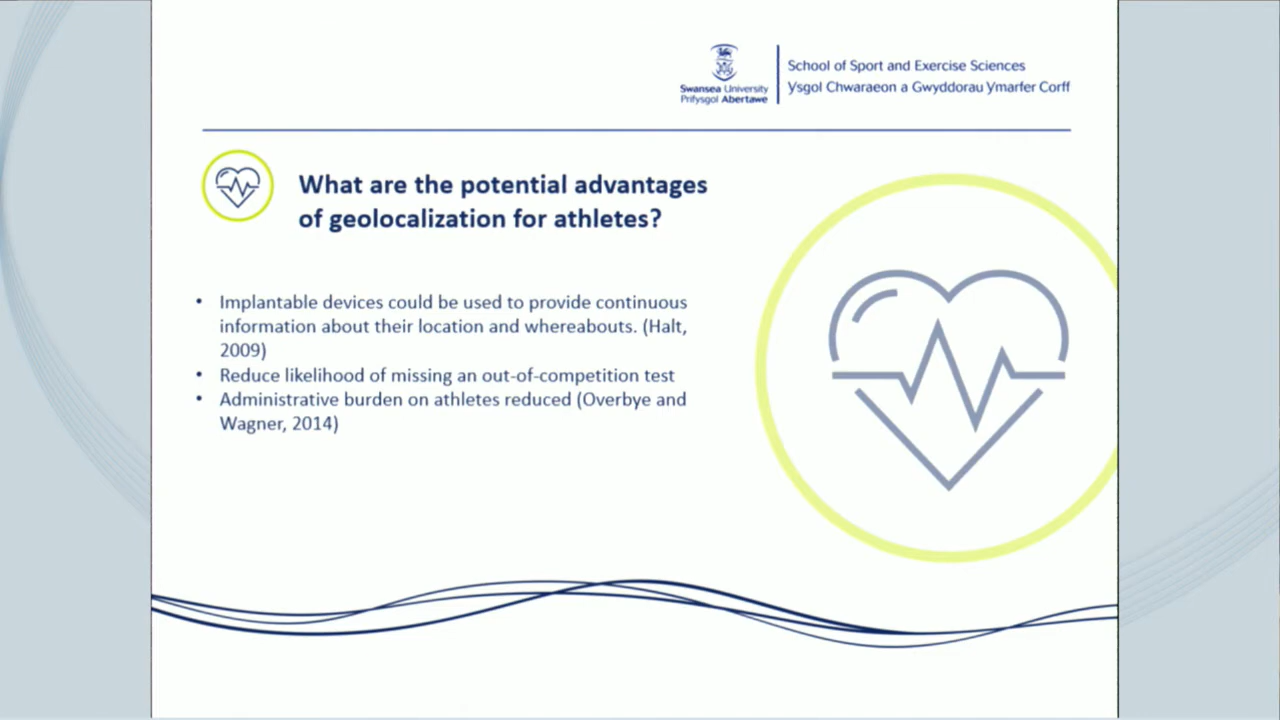 Swansea University
Prifysgol Abertawe
School of Sport and Exercise Sciences
Ysgol Chwaraeon a Gwyddorau Ymarfer Corff
What are the potential advantages
of geolocalization for athletes?
• Implantable devices could be used to provide continuous
information about their location and whereabouts. (Halt,
2009)
• Reduce likelihood of missing an out-of-competition test
• Administrative burden on athletes reduced (Overbye and
Wagner, 2014)